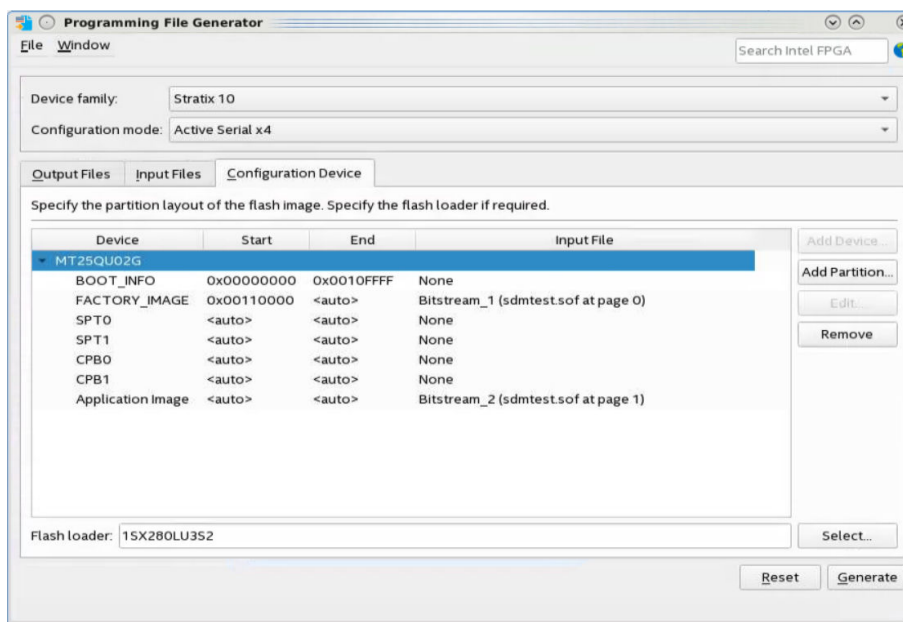 Programming File Generator
File Window
Search Intel FPGA
Device family: Stratix 10
Configuration mode: Active Serial x4
Output Files Input Files Configuration Device
Specify the partition layout of the flash image. Specify the flash loader if required.
Device Start End Input File
Add Device...
MT25QU02G
Add Partition...
BOOT_INFO 0x00000000 0x0010FFFF None
FACTORY_IMAGE 0x00110000 <auto> Bitstream_1 (sdmtest.sof at page 0)
Edit...
SPT0 <auto> <auto> None
SPT1 <auto> <auto> None
Remove
CPB0 <auto> <auto> None
CPB1 <auto> <auto> None
Application Image <auto> <auto> Bitstream_2 (sdmtest.sof at page 1)
Flash loader: 1SX280LU3S2 Select...
Reset Generate